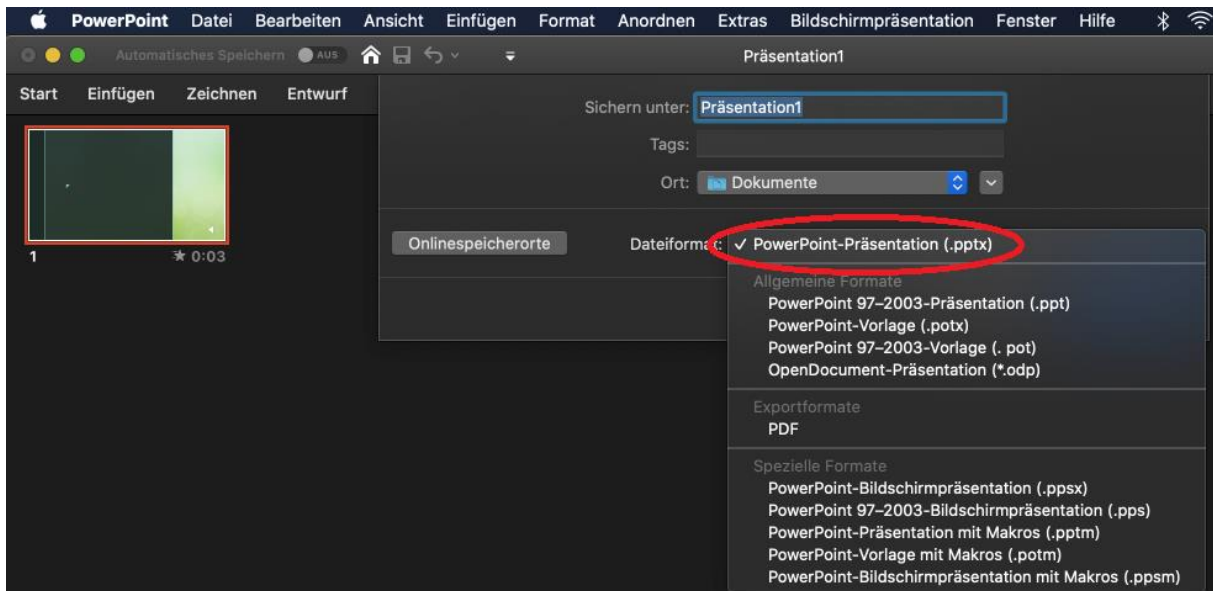 PowerPoint Datei Bearbeiten Ansicht Einfügen Format Anordnen Extras Bildschirmpräsentation Fenster Hilfe
Automatisches Speichern AUS Präsentation1
Start Einfügen Zeichnen Entwurf
Sichern unter: Präsentation1
Tags:
Ort: Dokumente
Onlinespeicherorte Dateiformat: ✓ PowerPoint-Präsentation (.pptx)
1 0:03
Allgemeine Formate
PowerPoint 97–2003-Präsentation (.ppt)
PowerPoint-Vorlage (.potx)
PowerPoint 97–2003-Vorlage (. pot)
OpenDocument-Präsentation (*.odp)
Exportformate
PDF
Spezielle Formate
PowerPoint-Bildschirmpräsentation (.ppsx)
PowerPoint 97–2003-Bildschirmpräsentation (.pps)
PowerPoint-Präsentation mit Makros (.pptm)
PowerPoint-Vorlage mit Makros (.potm)
PowerPoint-Bildschirmpräsentation mit Makros (.ppsm)